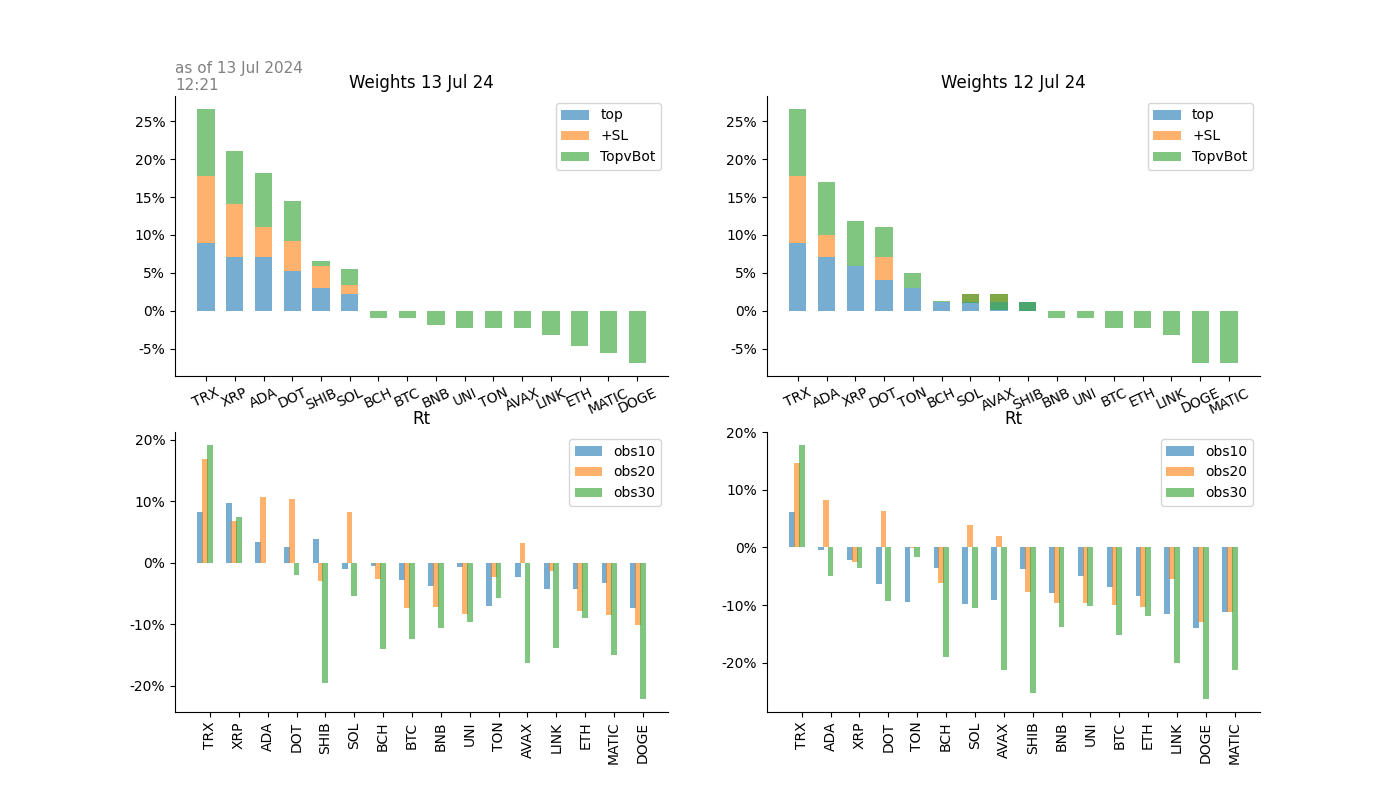 as of 13 Jul 2024
12:21
Weights 13 Jul 24
25%
20%
15%
10%
5%
0%
-5%
top
+SL
TopvBot
TRX XRP ADA DOT SHIB SOL BCH BTC BNB UNI TON AVAX LINK ETH MATIC DOGE
Weights 12 Jul 24
25%
20%
15%
10%
5%
0%
-5%
top
+SL
TopvBot
TRX ADA XRP DOT TON BCH SOL AVAX SHIB BNB UNI BTC ETH LINK DOGE MATIC
Rt
20%
10%
0%
-10%
-20%
obs10
obs20
obs30
TRX XRP ADA DOT SHIB SOL BCH BTC BNB UNI TON AVAX LINK ETH MATIC DOGE
Rt
20%
10%
0%
-10%
-20%
obs10
obs20
obs30
TRX ADA XRP DOT TON BCH SOL AVAX SHIB BNB UNI BTC ETH LINK DOGE MATIC